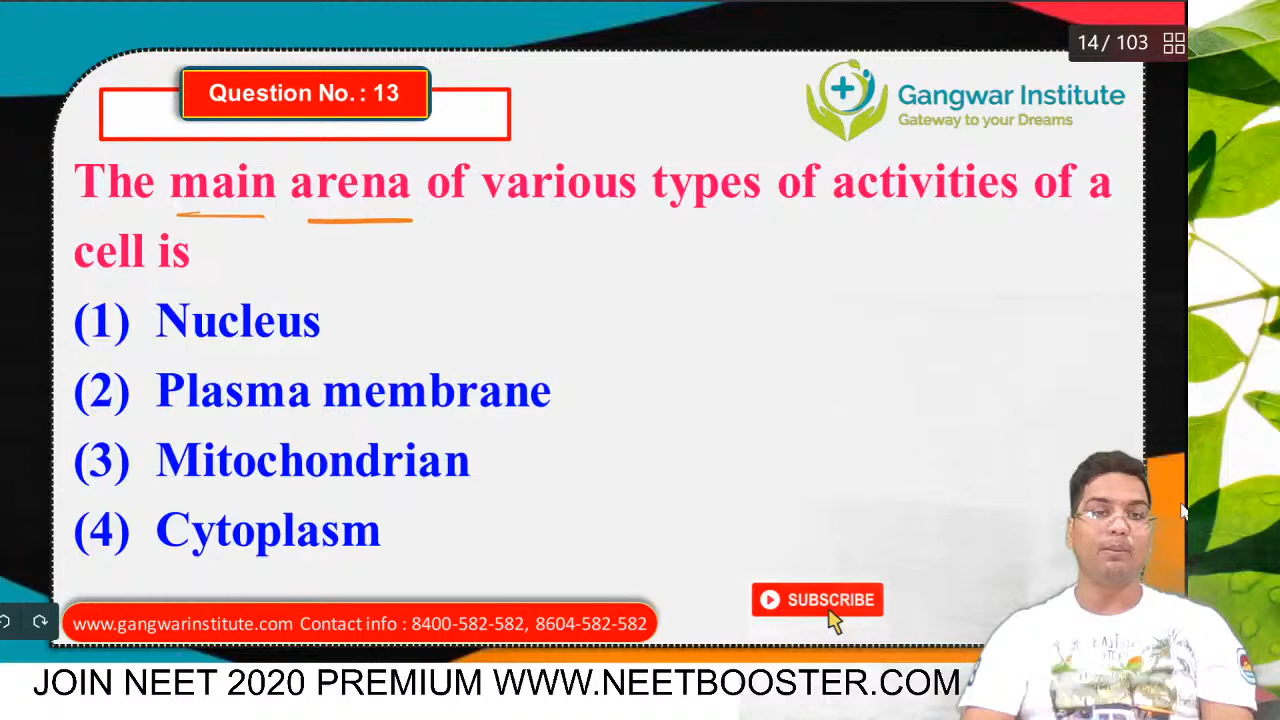 14 / 103
Question No. : 13
Gangwar Institute
Gateway to your Dreams
The main arena of various types of activities of a
cell is
(1) Nucleus
(2) Plasma membrane
(3) Mitochondrian
(4) Cytoplasm
SUBSCRIBE
www.gangwarinstitute.com Contact info : 8400-582-582, 8604-582-582
JOIN NEET 2020 PREMIUM WWW.NEETBOOSTER.COM